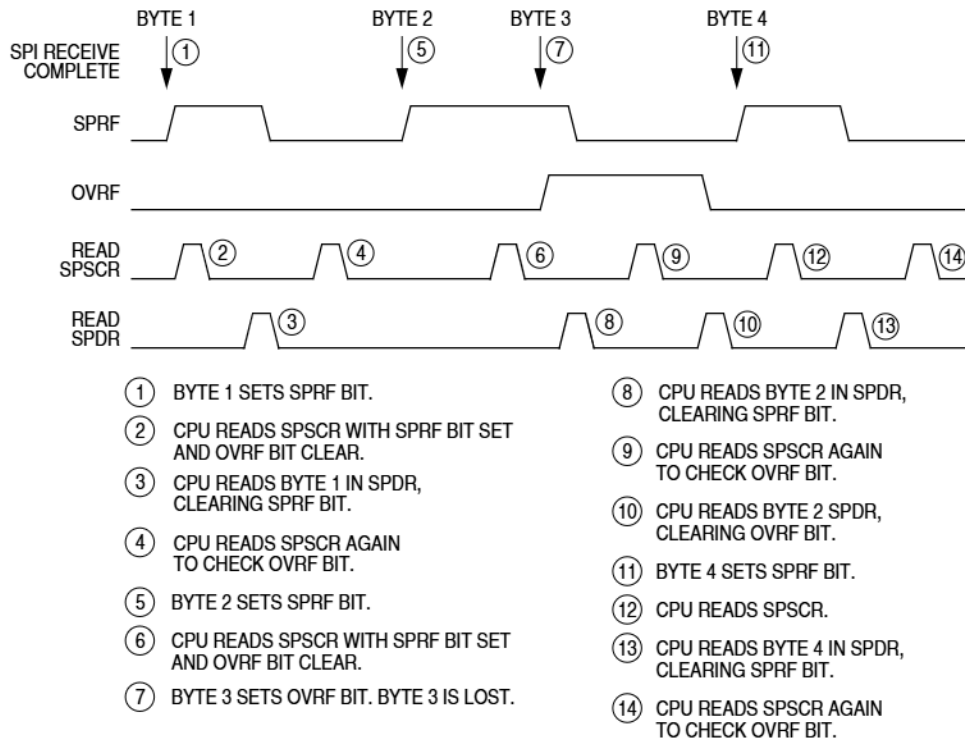 BYTE 1 BYTE 2 BYTE 3 BYTE 4
SPI RECEIVE
COMPLETE
1 5 7 11
SPRF
OVRF
READ
SPSCR
2 4 6 9 12 14
READ
SPDR
3 8 10 13
1 BYTE 1 SETS SPRF BIT.
2 CPU READS SPSCR WITH SPRF BIT SET
AND OVRF BIT CLEAR.
3 CPU READS BYTE 1 IN SPDR,
CLEARING SPRF BIT.
4 CPU READS SPSCR AGAIN
TO CHECK OVRF BIT.
5 BYTE 2 SETS SPRF BIT.
6 CPU READS SPSCR WITH SPRF BIT SET
AND OVRF BIT CLEAR.
7 BYTE 3 SETS OVRF BIT. BYTE 3 IS LOST.
8 CPU READS BYTE 2 IN SPDR,
CLEARING SPRF BIT.
9 CPU READS SPSCR AGAIN
TO CHECK OVRF BIT.
10 CPU READS BYTE 2 SPDR,
CLEARING OVRF BIT.
11 BYTE 4 SETS SPRF BIT.
12 CPU READS SPSCR.
13 CPU READS BYTE 4 IN SPDR,
CLEARING SPRF BIT.
14 CPU READS SPSCR AGAIN
TO CHECK OVRF BIT.